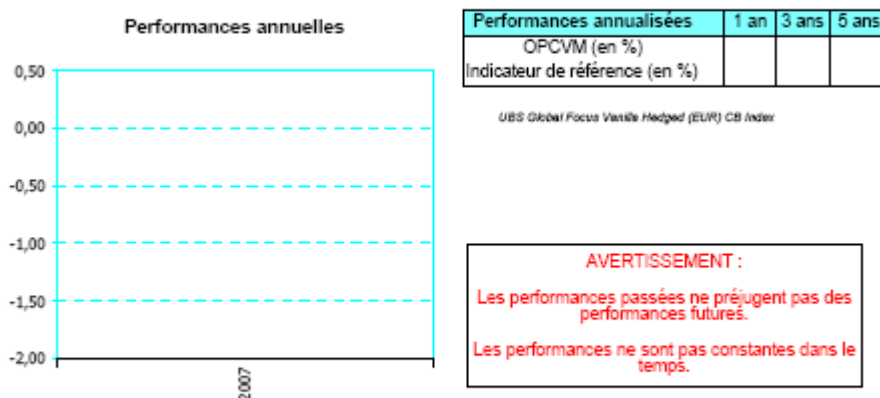 Performances annuelles
0,50
0,00
-0,50
-1,00
-1,50
-2,00
2007
Performances annualisées 1 an 3 ans 5 ans
OPCVM (en %)
Indicateur de référence (en %)
UBS Global Focus Vanilla Hedged (EUR) CB Index
AVERTISSEMENT :
Les performances passées ne préjugent pas des
performances futures.
Les performances ne sont pas constantes dans le
temps.